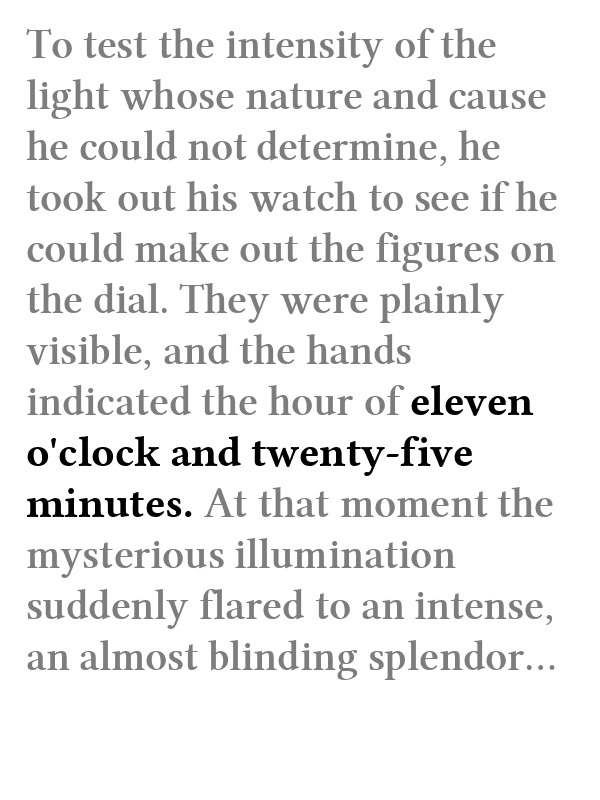 To test the intensity of the
light whose nature and cause
he could not determine, he
took out his watch to see if he
could make out the figures on
the dial. They were plainly
visible, and the hands
indicated the hour of eleven
o'clock and twenty-five
minutes. At that moment the
mysterious illumination
suddenly flared to an intense,
an almost blinding splendor…